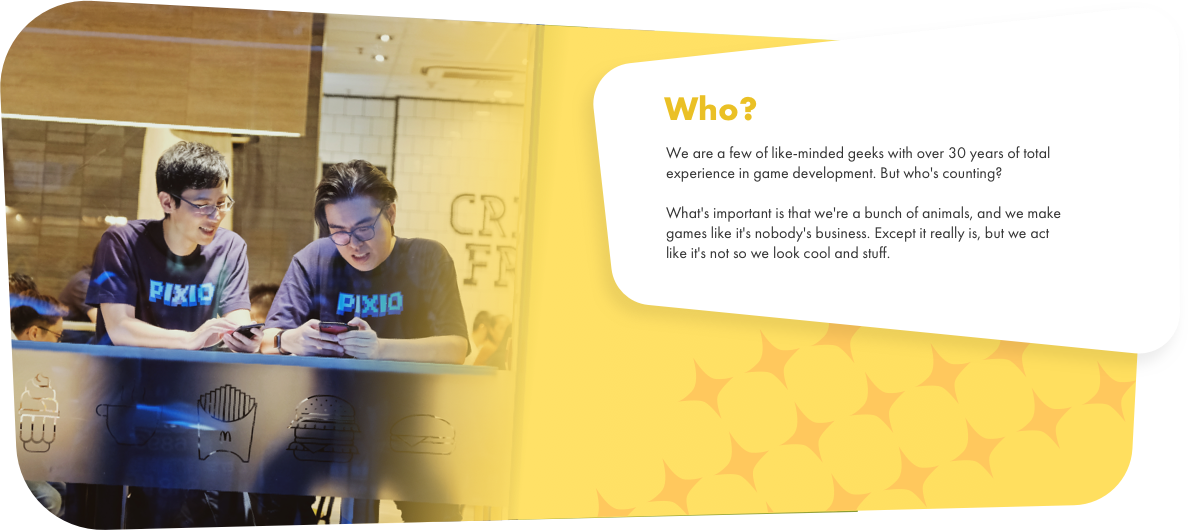 Who?
We are a few of like-minded geeks with over 30 years of total
experience in game development. But who's counting?
What's important is that we're a bunch of animals, and we make
games like it's nobody's business. Except it really is, but we act
like it's not so we look cool and stuff.
PIXIO
PIXIO